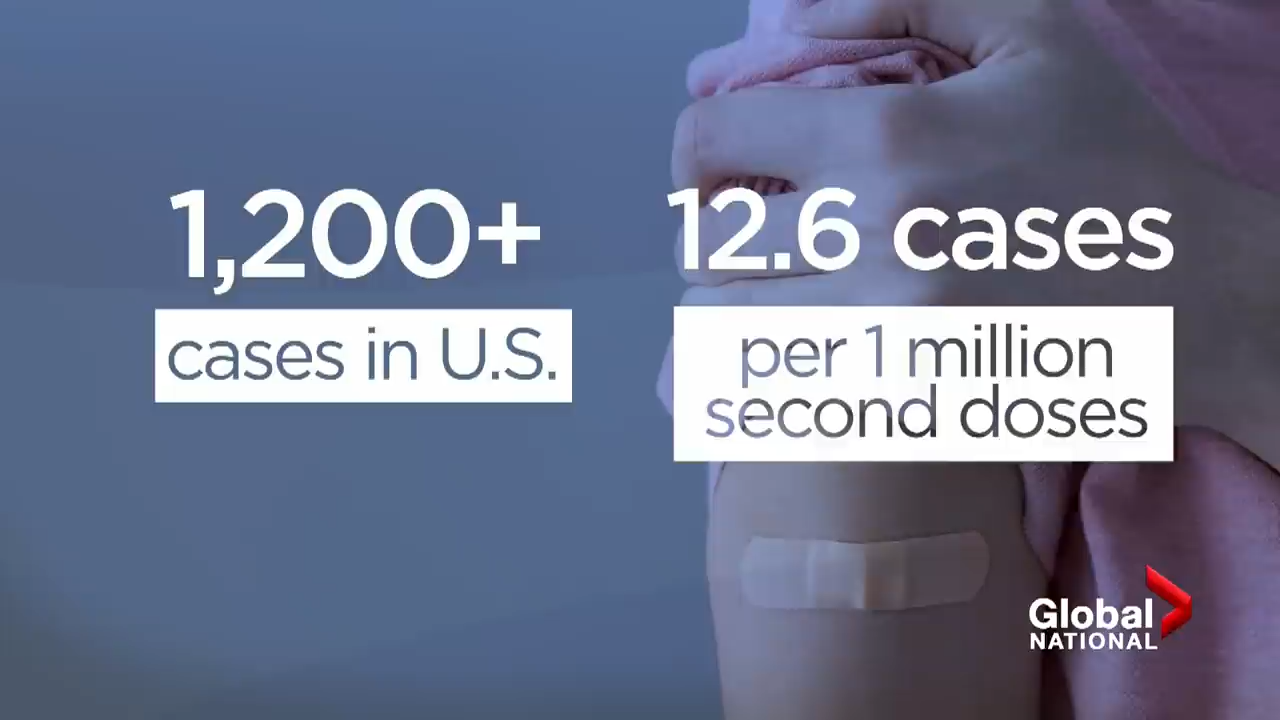 1,200+
cases in U.S.
12.6 cases
per 1 million
second doses
Global
NATIONAL